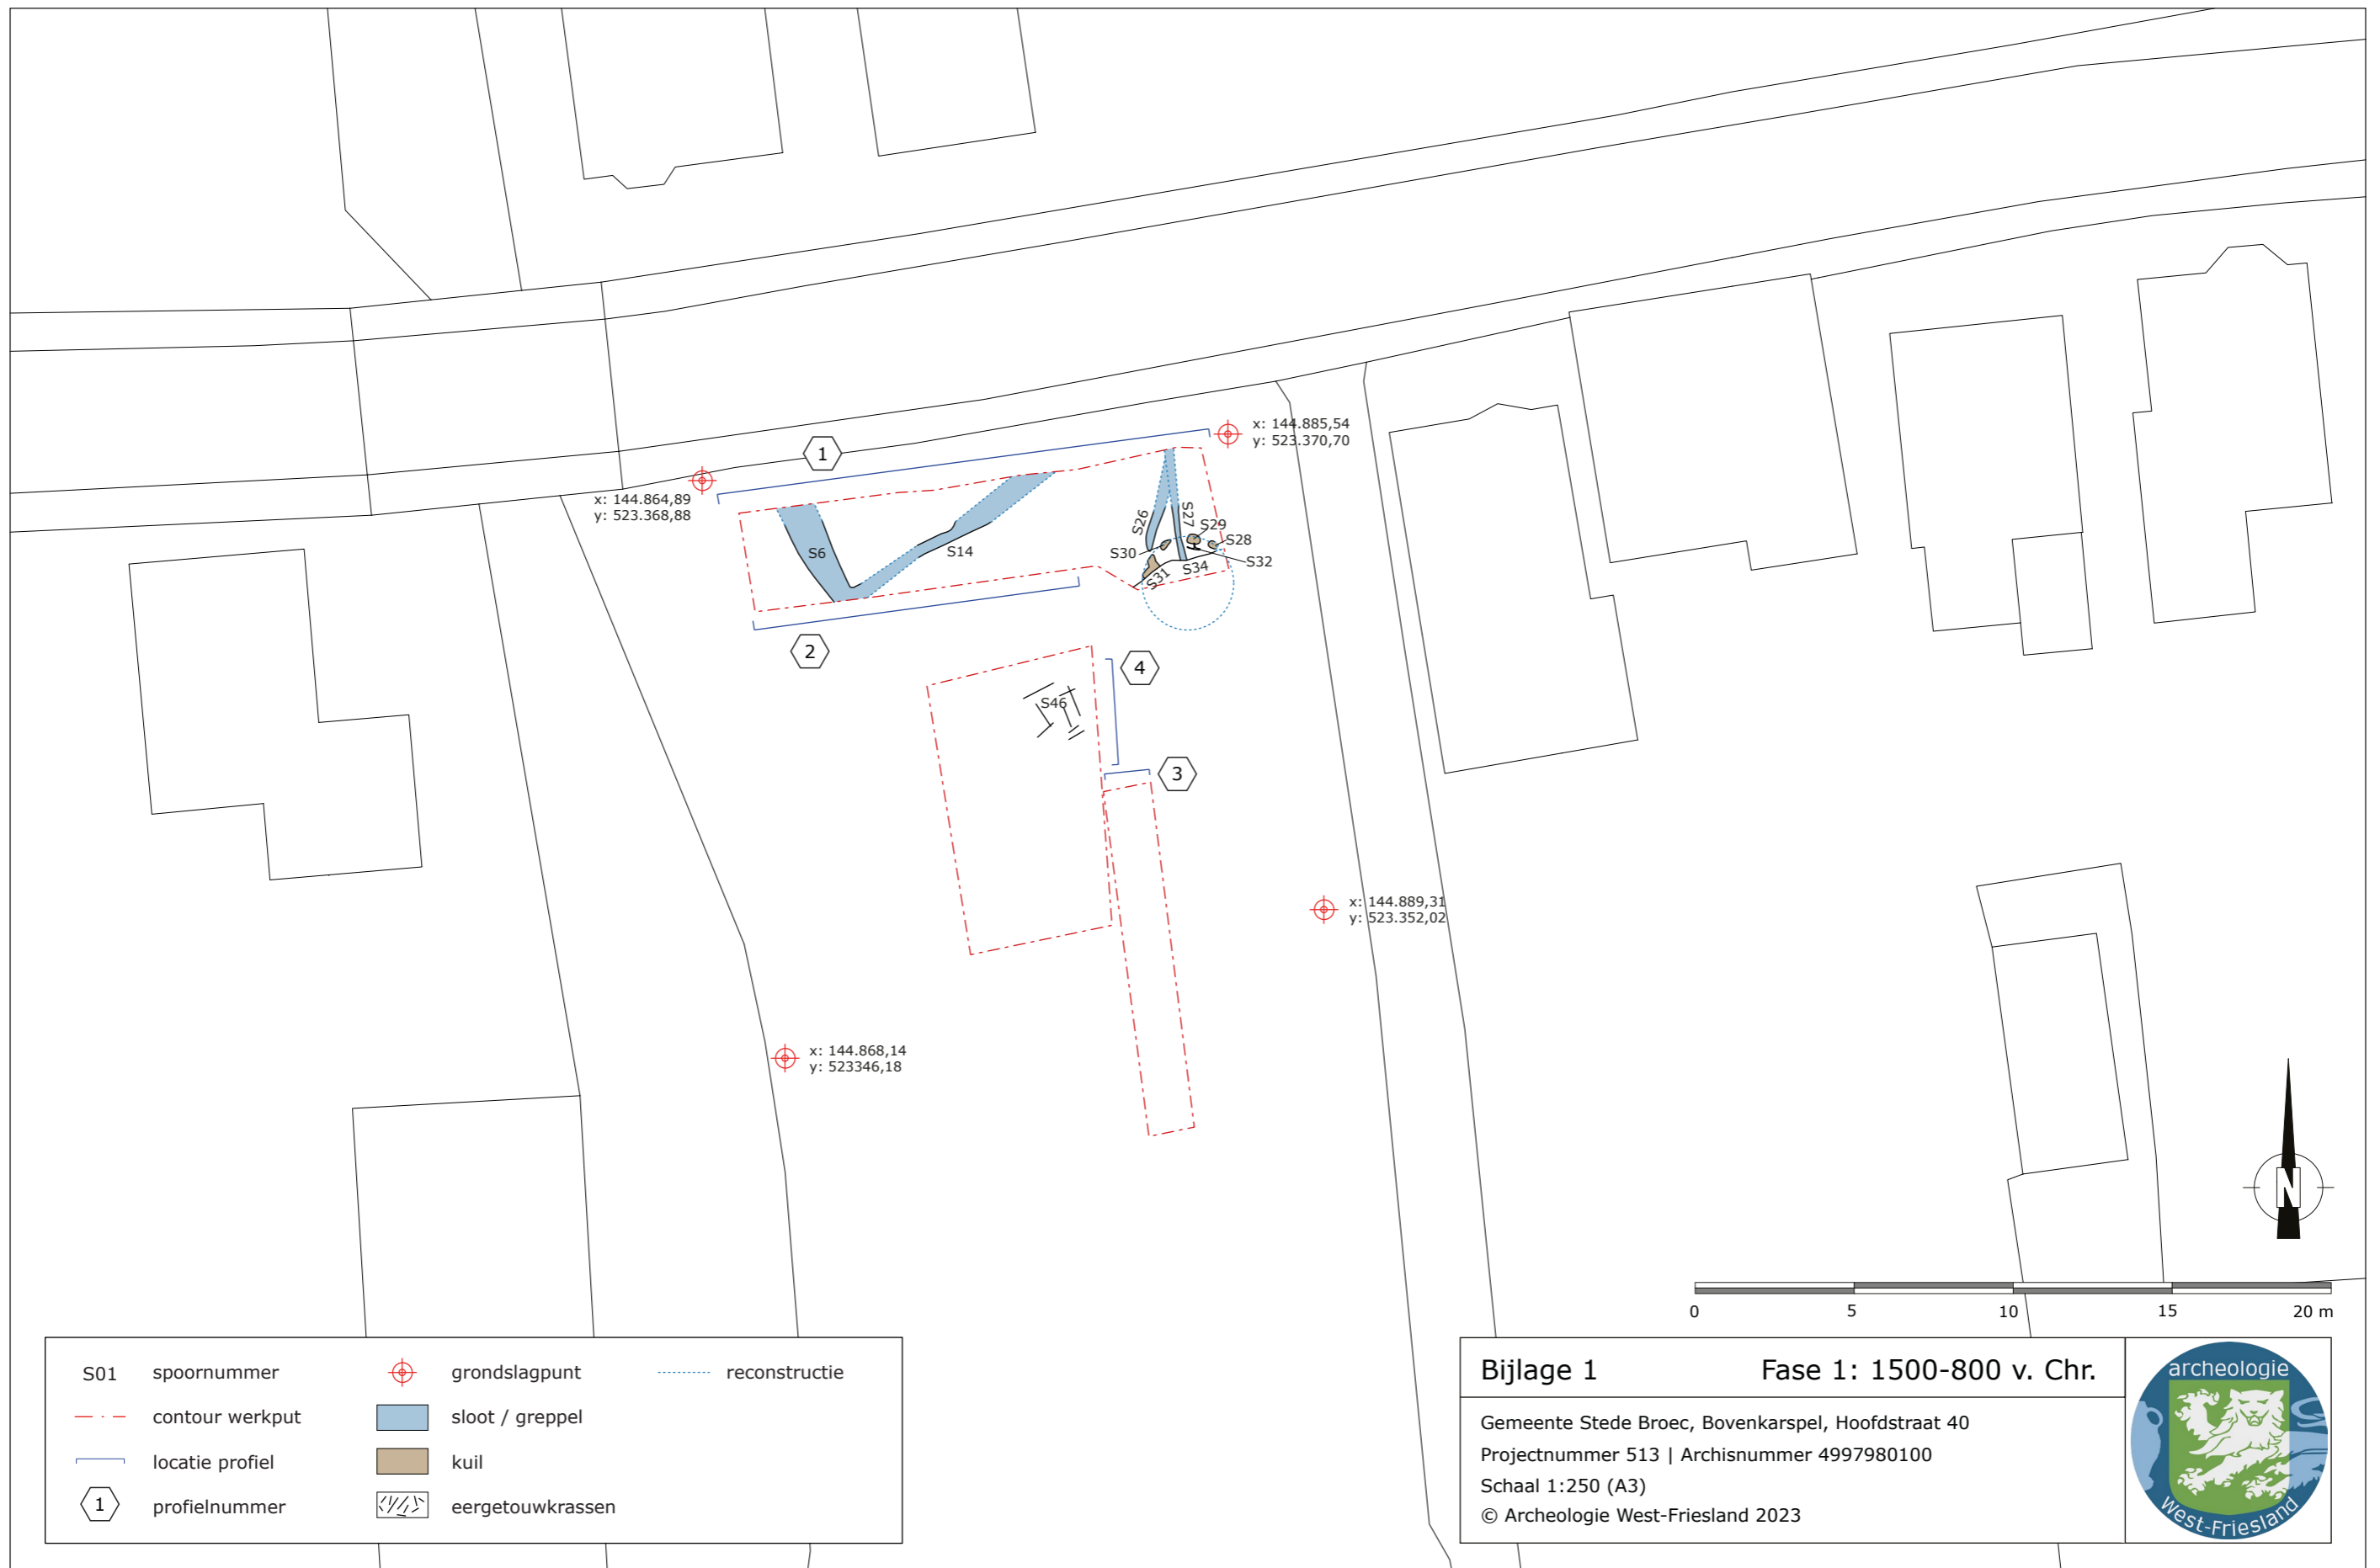 1
x: 144.885,54
y: 523.370,70
x: 144.864,89
y: 523.368,88
S6
S14
S26
S27
S29
S28
S30
S32
S31
S34
2
4
S46
3
x: 144.889,31
y: 523.352,02
x: 144.868,14
y: 523346,18
N
0 5 10 15 20 m
S01 spoornummer
grondslagpunt
reconstructie
contour werkput
sloot / greppel
locatie profiel
kuil
1 profielnummer
eergetouwkrassen
Bijlage 1 Fase 1: 1500-800 v. Chr.
Gemeente Stede Broec, Bovenkarspel, Hoofdstraat 40
Projectnummer 513 | Archisnummer 4997980100
Schaal 1:250 (A3)
© Archeologie West-Friesland 2023
archeologie
West-Friesland